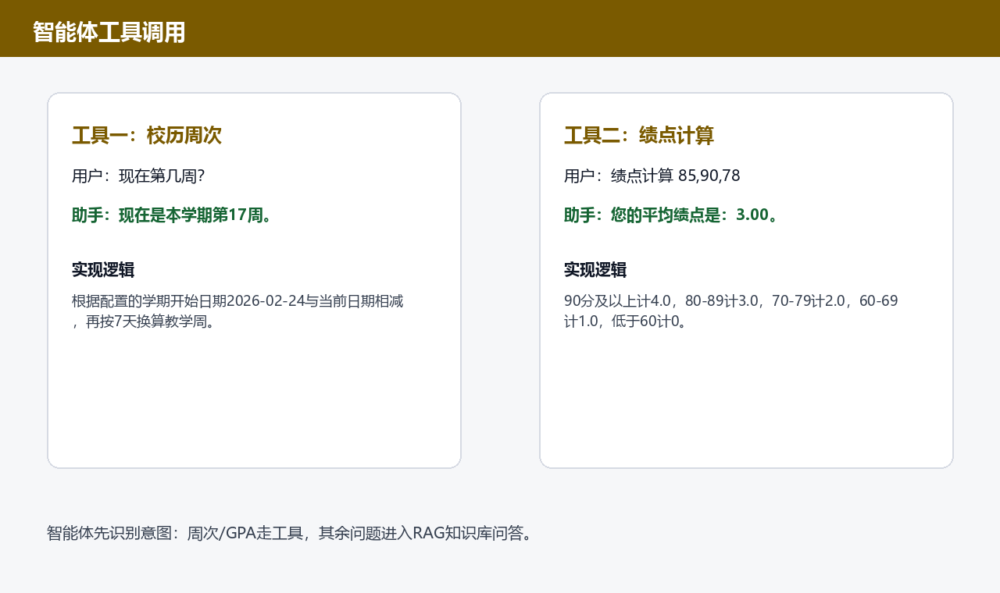 智能体工具调用
工具一：校历周次
用户：现在第几周?
助手：现在是本学期第17周。
实现逻辑
根据配置的学期开始日期2026-02-24与当前日期相减
，再按7天换算教学周。
工具二：绩点计算
用户：绩点计算 85,90,78
助手：您的平均绩点是：3.00。
实现逻辑
90分及以上计4.0，80-89计3.0，70-79计2.0，60-69
计1.0，低于60计0。
智能体先识别意图：周次/GPA走工具，其余问题进入RAG知识库问答。